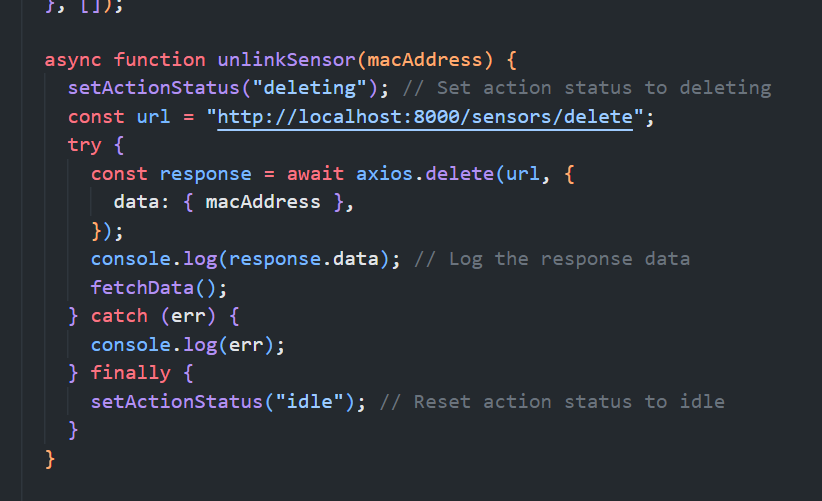 }, []);
async function unlinkSensor(macAddress) {
setActionStatus("deleting"); // Set action status to deleting
const url = "http://localhost:8000/sensors/delete";
try {
const response = await axios.delete(url, {
data: { macAddress },
});
console.log(response.data); // Log the response data
fetchData();
} catch (err) {
console.log(err);
} finally {
setActionStatus("idle"); // Reset action status to idle
}
}